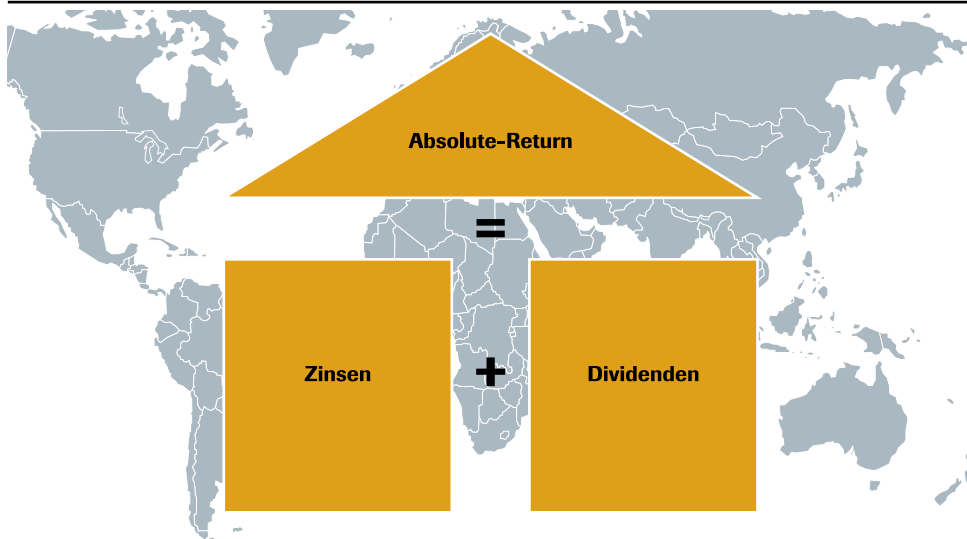 Absolute-Return
=
Zinsen + Dividenden